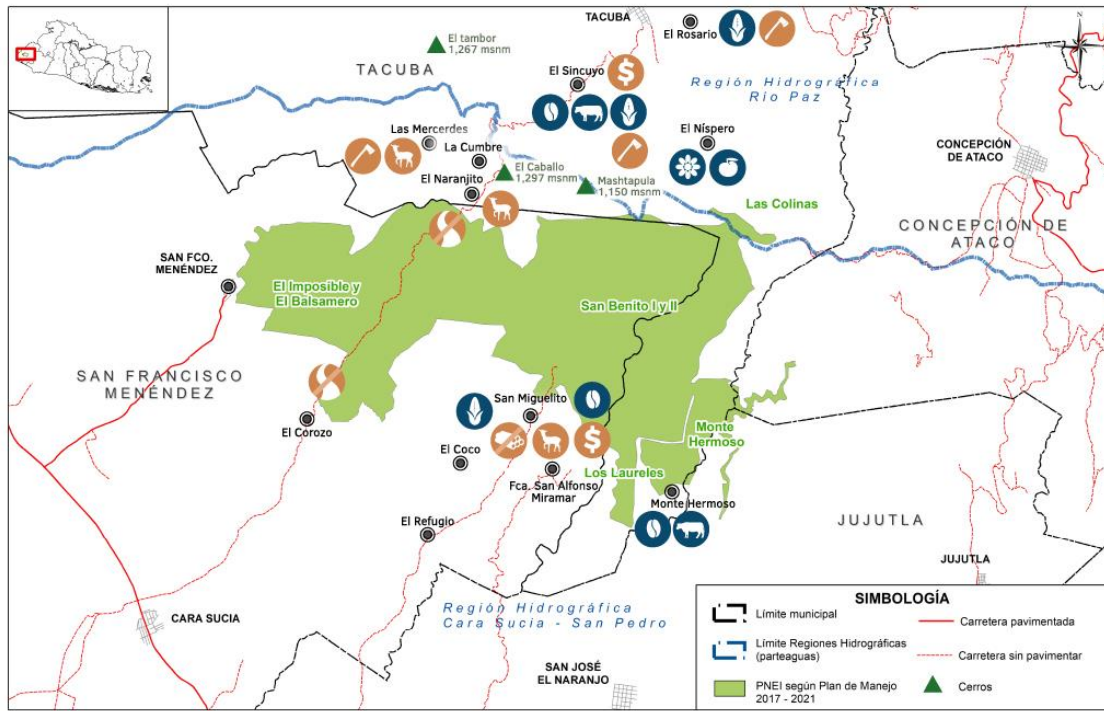 TACUBA
El Rosario
N
El tambor
1,267 msnm
TACUBA
El Sincuyo
$
Región Hidrográfica
Rio Paz
Las Mercerdes
La Cumbre
El Níspero
CONCEPCIÓN
DE ATACO
El Caballo
1,297 msnm
Mashtapula
1,150 msnm
El Naranjito
Las Colinas
CONCEPCIÓN DE
ATACO
SAN FCO.
MENÉNDEZ
El Imposible y
El Balsamero
San Benito I y II
SAN FRANCISCO
MENÉNDEZ
El Corozo
San Miguelito
Monte
Hermoso
$
El Coco
Fca. San Alfonso
Miramar
Los Laureles
Monte Hermoso
El Refugio
JUJUTLA
JUJUTLA
CARA SUCIA
Región Hidrográfica
Cara Sucia - San Pedro
SAN JOSÉ
EL NARANJO
SIMBOLOGÍA
Límite municipal
Carretera pavimentada
Límite Regiones Hidrográficas
(parteaguas)
Carretera sin pavimentar
PNEI según Plan de Manejo
2017 - 2021
Cerros